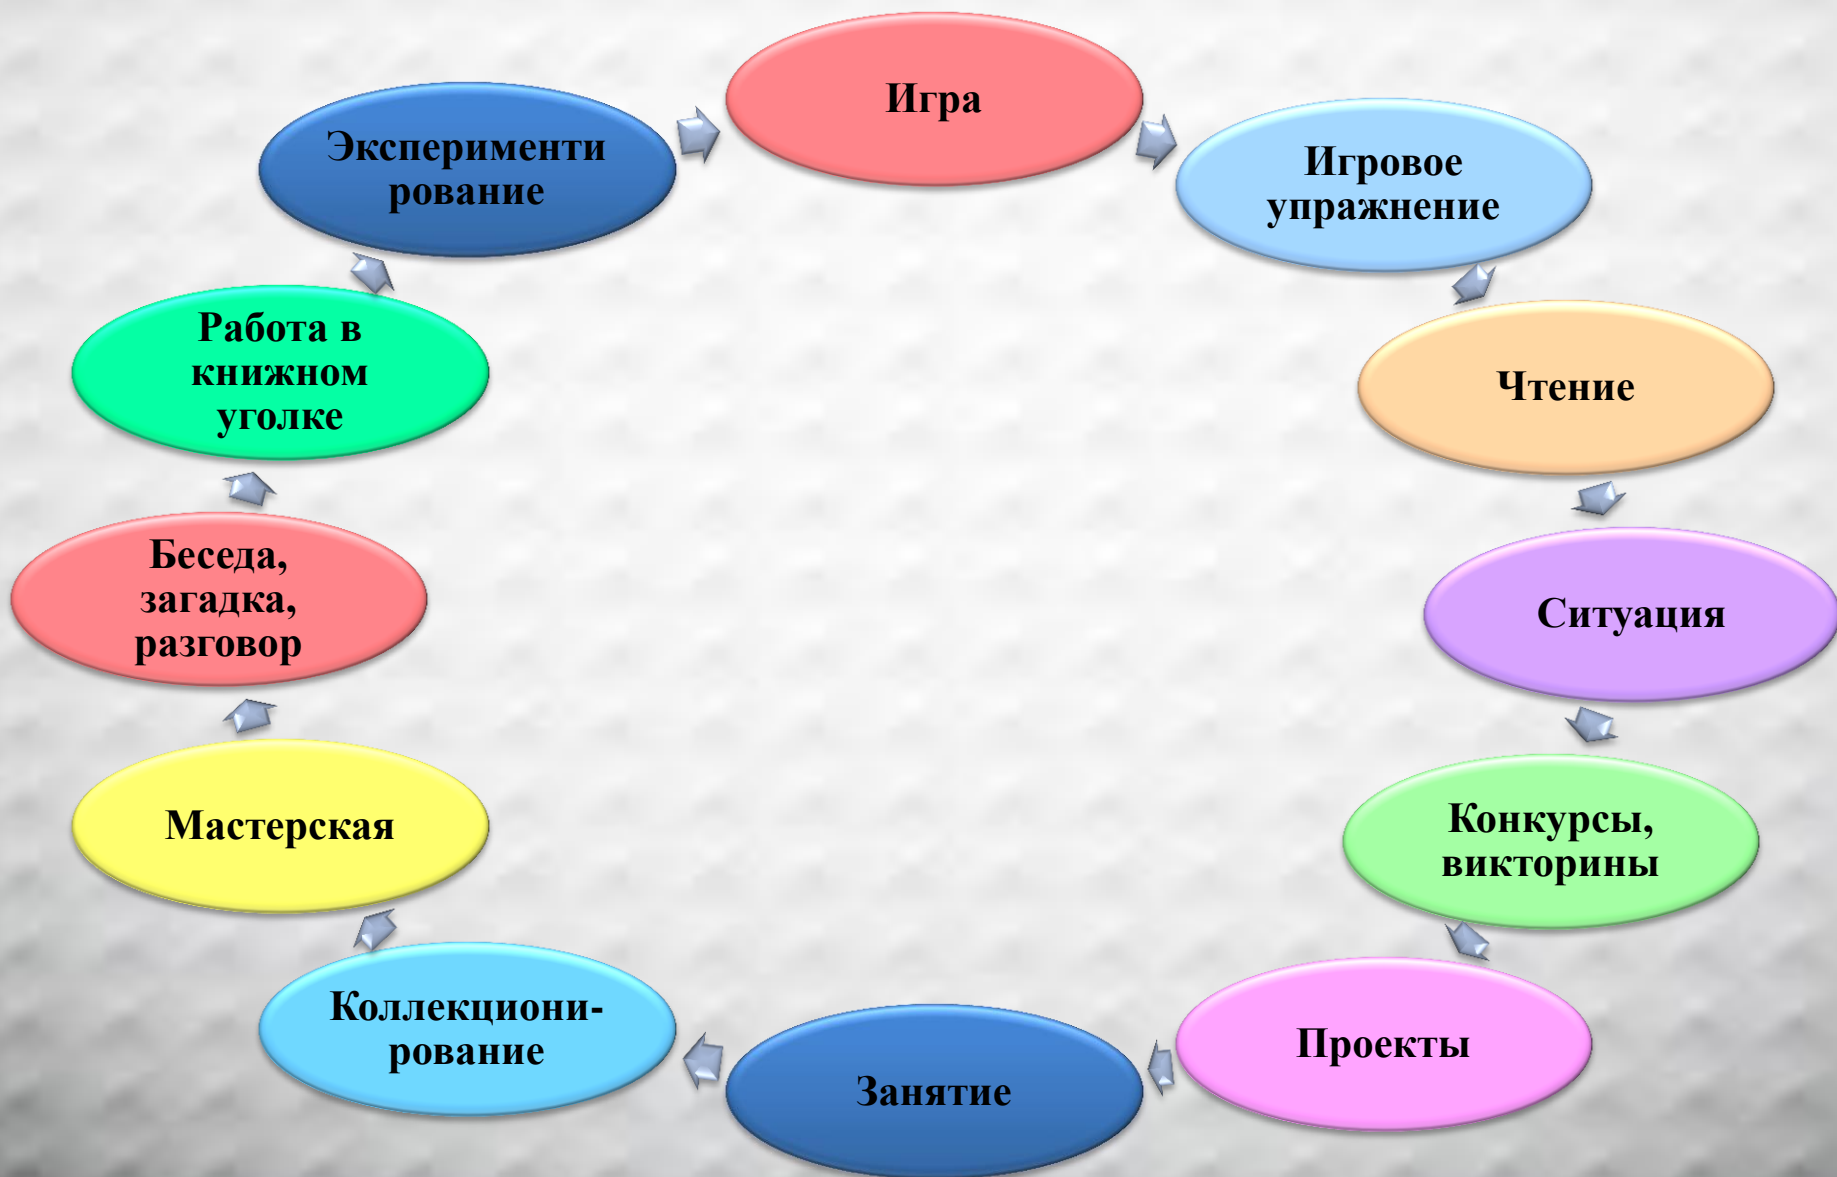 Игра
Игровое
упражнение
Чтение
Ситуация
Конкурсы,
викторины
Проекты
Занятие
Коллекциони-
рование
Мастерская
Беседа,
загадка,
разговор
Работа в
книжном
уголке
Эксперименти
рование